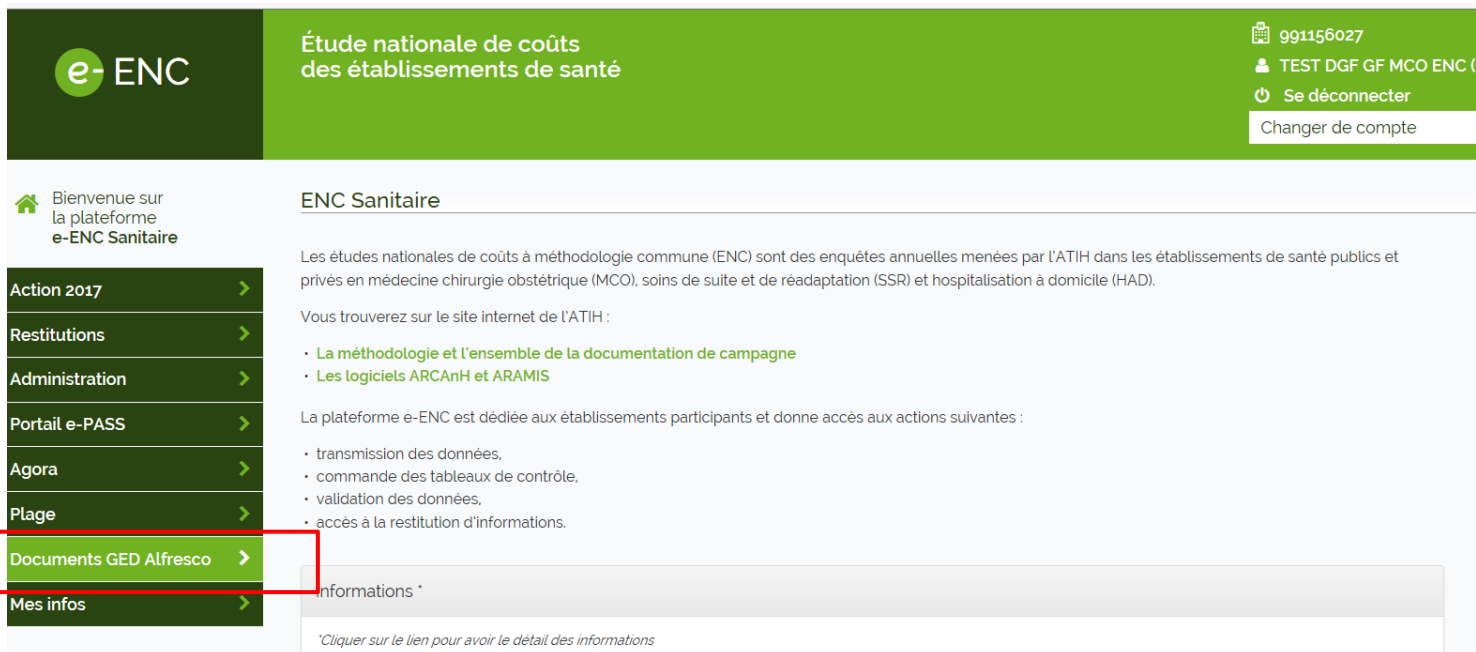 e- ENC
Étude nationale de coûts
des établissements de santé
991156027
TEST DGF GF MCO ENC (
Se déconnecter
Changer de compte
Bienvenue sur
la plateforme
e-ENC Sanitaire
Action 2017
Restitutions
Administration
Portail e-PASS
Agora
Plage
Documents GED Alfresco
Mes infos
ENC Sanitaire
Les études nationales de coûts à méthodologie commune (ENC) sont des enquêtes annuelles menées par l'ATIH dans les établissements de santé publics et
privés en médecine chirurgie obstétrique (MCO), soins de suite et de réadaptation (SSR) et hospitalisation à domicile (HAD).
Vous trouverez sur le site internet de l'ATIH :
• La méthodologie et l'ensemble de la documentation de campagne
• Les logiciels ARCAnH et ARAMIS
La plateforme e-ENC est dédiée aux établissements participants et donne accès aux actions suivantes :
• transmission des données,
• commande des tableaux de contrôle,
• validation des données,
• accès à la restitution d'informations.
Informations *
*Cliquer sur le lien pour avoir le détail des informations